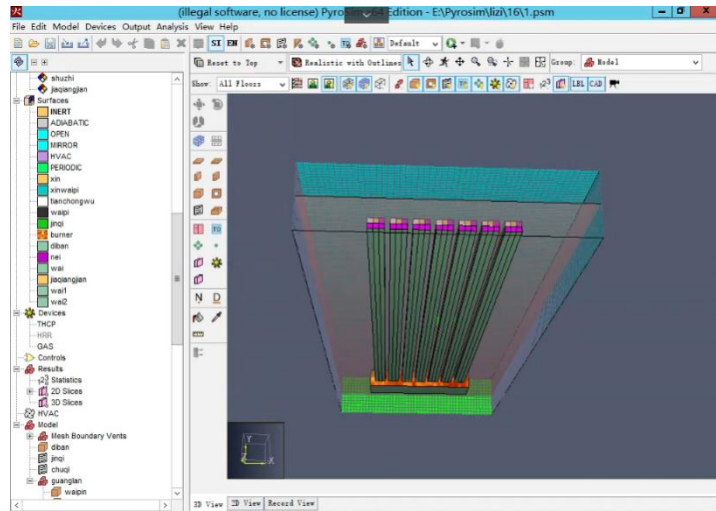 (illegal software, no license) PyroSim x64 Edition - E:\Pyrosim\lizi\16\1.psm
File Edit Model Devices Output Analysis View Help
SI EN Default
Reset to Top Realistic with Outlines Group: Model
Show: All Floors LBL CAD
shuzhi
jiaqiangjian
Surfaces
INERT
ADIABATIC
OPEN
MIRROR
HVAC
PERIODIC
xin
xinwaipi
tianchongwu
waipi
jinqi
burner
diban
nei
wai
jiaqiangjian
wai1
wai2
Devices
THCP
HRR
GAS
Controls
Results
Statistics
2D Slices
3D Slices
HVAC
Model
Mesh Boundary Vents
diban
jinqi
chuqi
guanglan
waipin
Y
Z
X
3D View 2D View Record View